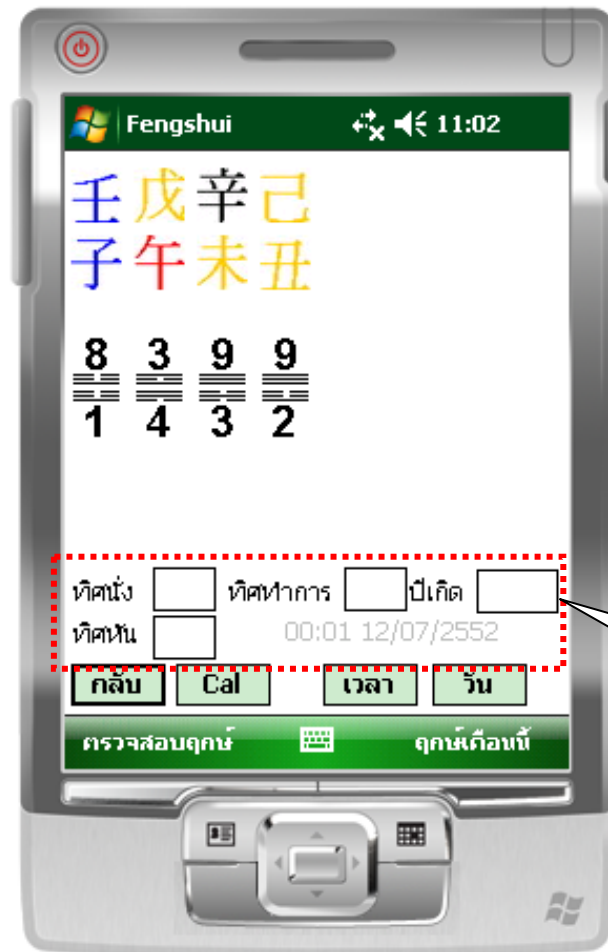 Fengshui 11:02
壬戊辛己
子午未丑
8 3 9 9
1 4 3 2
ทิศนั่ง ทิศทำการ ปีเกิด
ทิศหัน 00:01 12/07/2552
กลับ Cal เวลา วัน
ตรวจสอบฤกษ์ ฤกษ์เดือนนี้